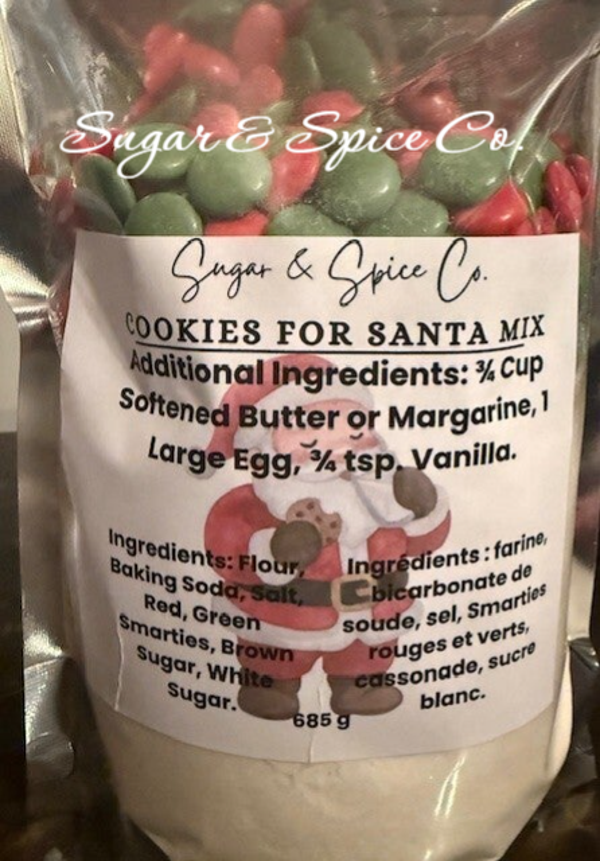 Sugar & Spice Co.
Sugar & Spice Co.
COOKIES FOR SANTA MIX
Additional Ingredients: ¾ Cup
Softened Butter or Margarine, 1
Large Egg, ¾ tsp. Vanilla.
Ingredients: Flour,
Baking Soda, Salt,
Red, Green
Smarties, Brown
Sugar, White
Sugar.
Ingrédients : farine,
bicarbonate de
soude, sel, Smarties
rouges et verts,
cassonade, sucre
blanc.
685 g